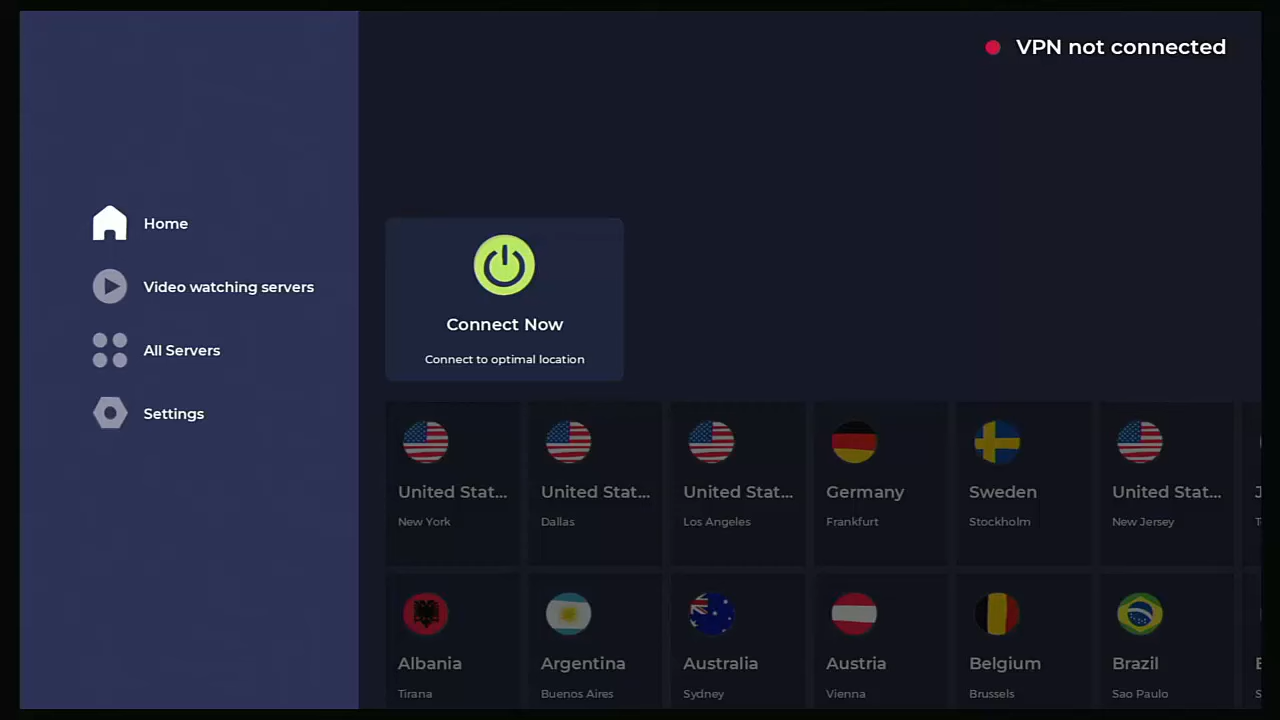 VPN not connected
Home
Video watching servers
All Servers
Settings
Connect Now
Connect to optimal location
United Stat...
New York
United Stat...
Dallas
United Stat...
Los Angeles
Germany
Frankfurt
Sweden
Stockholm
United Stat...
New Jersey
Albania
Tirana
Argentina
Buenos Aires
Australia
Sydney
Austria
Vienna
Belgium
Brussels
Brazil
Sao Paulo